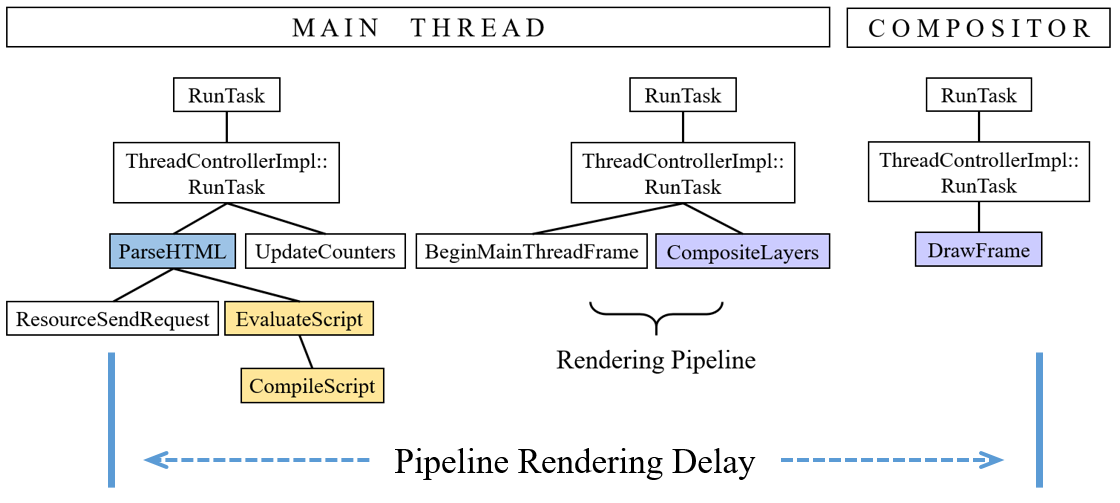 MAIN THREAD
COMPOSITOR
RunTask
RunTask
RunTask
ThreadControllerImpl::
RunTask
ThreadControllerImpl::
RunTask
ThreadControllerImpl::
RunTask
ParseHTML
UpdateCounters
BeginMainThreadFrame
CompositeLayers
DrawFrame
ResourceSendRequest
EvaluateScript
CompileScript
Rendering Pipeline
Pipeline Rendering Delay